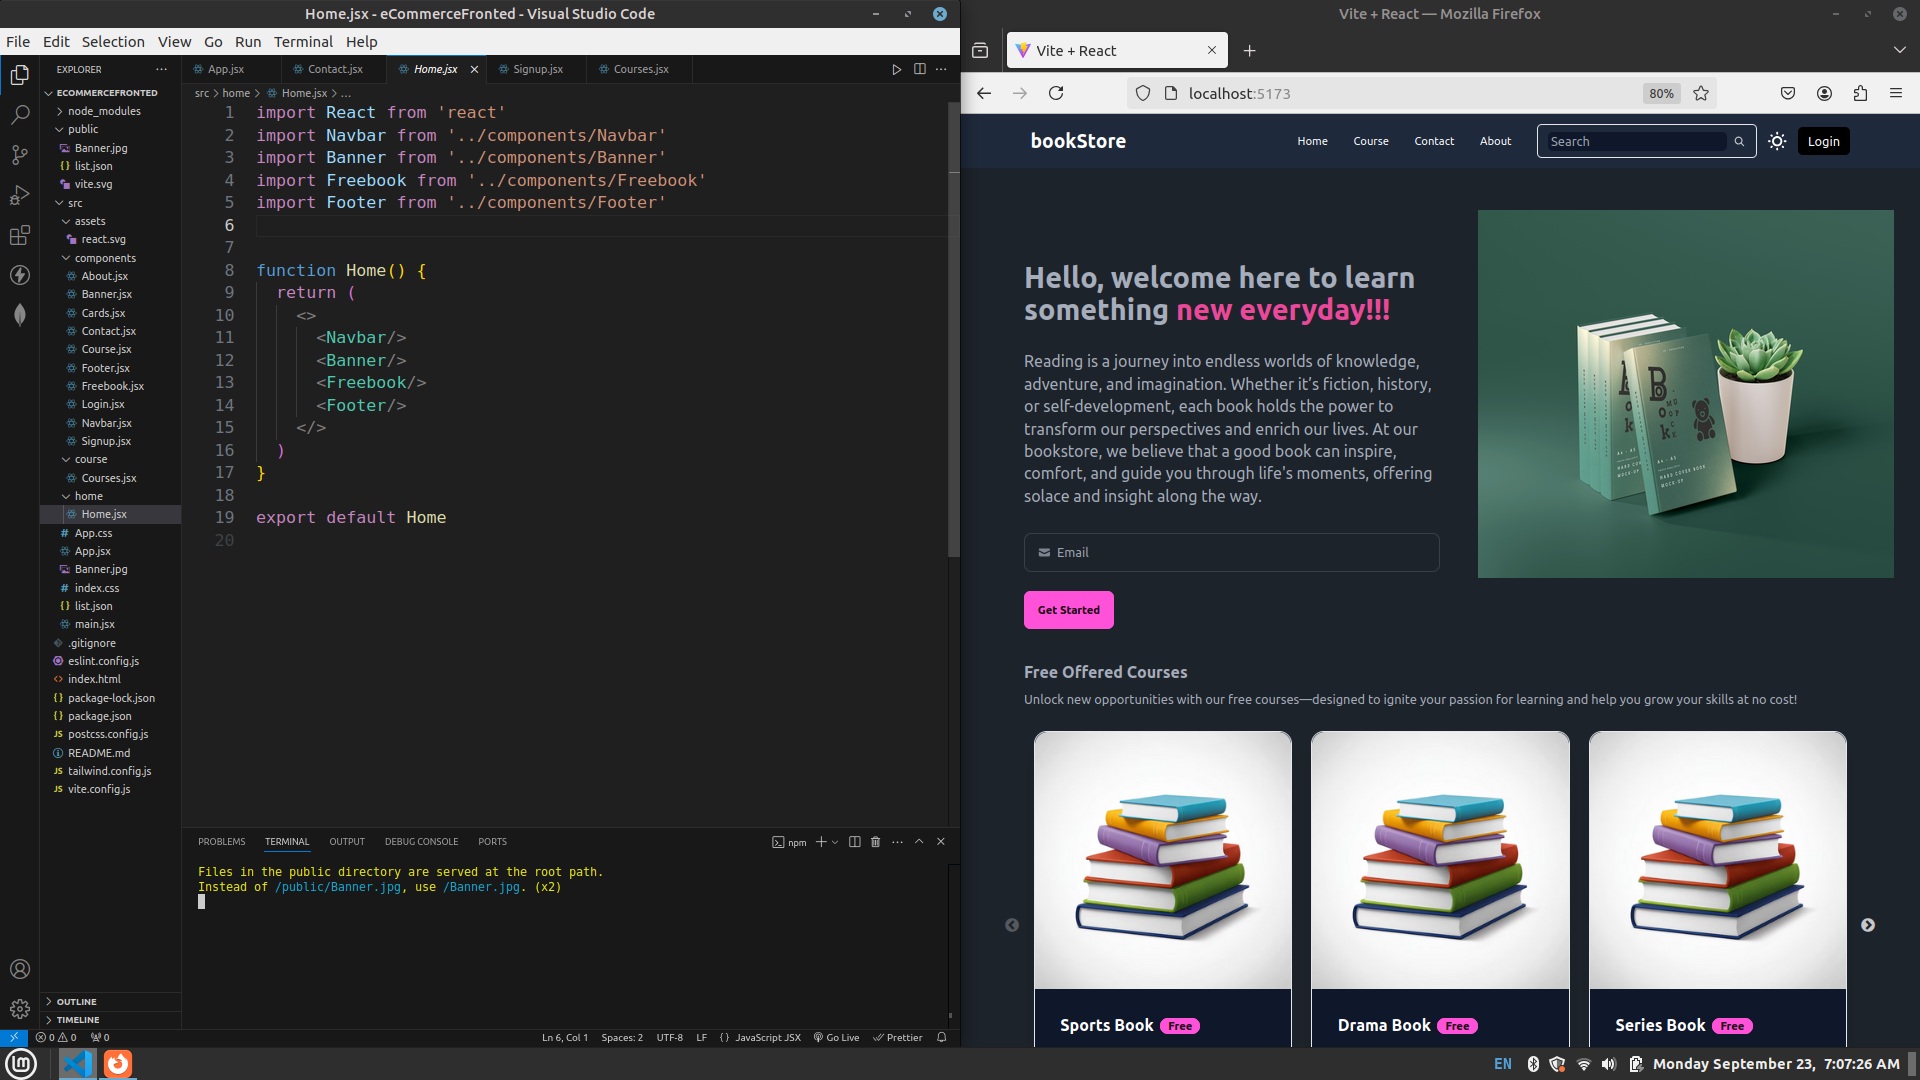 Home.jsx - eCommerceFronted - Visual Studio Code
File Edit Selection View Go Run Terminal Help
EXPLORER
ECOMMERCEFRONTED
node_modules
public
Banner.jpg
list.json
vite.svg
src
assets
react.svg
components
About.jsx
Banner.jsx
Cards.jsx
Contact.jsx
Course.jsx
Footer.jsx
Freebook.jsx
Login.jsx
Navbar.jsx
Signup.jsx
course
Courses.jsx
home
Home.jsx
App.css
App.jsx
Banner.jpg
index.css
list.json
main.jsx
.gitignore
eslint.config.js
index.html
package-lock.json
package.json
postcss.config.js
README.md
tailwind.config.js
vite.config.js
OUTLINE
TIMELINE
App.jsx Contact.jsx Home.jsx Signup.jsx Courses.jsx
src > home > Home.jsx > ...
1 import React from 'react'
2 import Navbar from '../components/Navbar'
3 import Banner from '../components/Banner'
4 import Freebook from '../components/Freebook'
5 import Footer from '../components/Footer'
6
7
8 function Home() {
9 return (
10 <>
11 <Navbar/>
12 <Banner/>
13 <Freebook/>
14 <Footer/>
15 </>
16 )
17 }
18
19 export default Home
20
PROBLEMS TERMINAL OUTPUT DEBUG CONSOLE PORTS
npm
Files in the public directory are served at the root path.
Instead of /public/Banner.jpg, use /Banner.jpg. (x2)
0 0 0 Ln 6, Col 1 Spaces: 2 UTF-8 LF {} JavaScript JSX Go Live Prettier
Vite + React — Mozilla Firefox
Vite + React
localhost:5173 80%
bookStore Home Course Contact About Search Login
Hello, welcome here to learn
something new everyday!!!
Reading is a journey into endless worlds of knowledge,
adventure, and imagination. Whether it’s fiction, history,
or self-development, each book holds the power to
transform our perspectives and enrich our lives. At our
bookstore, we believe that a good book can inspire,
comfort, and guide you through life's moments, offering
solace and insight along the way.
Email
Get Started
Free Offered Courses
Unlock new opportunities with our free courses—designed to ignite your passion for learning and help you grow your skills at no cost!
Sports Book Free
Drama Book Free
Series Book Free
EN Monday September 23, 7:07:26 AM